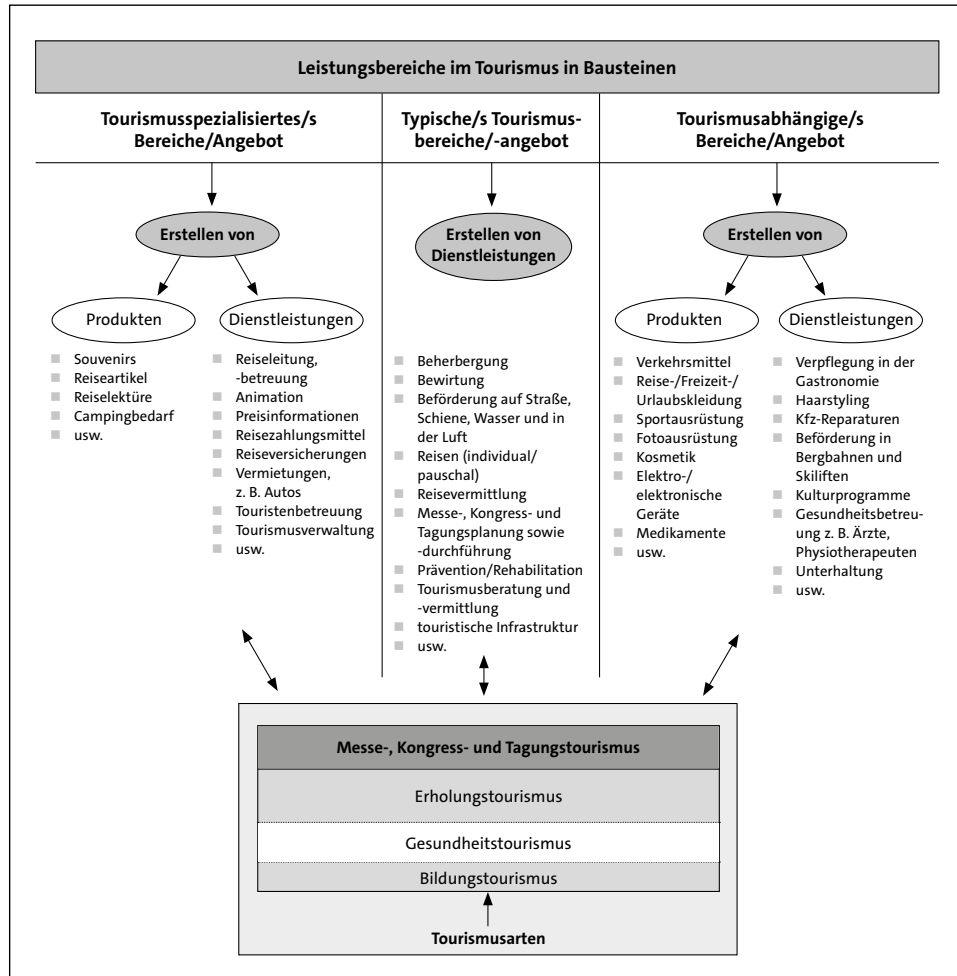 Leistungsbereiche im Tourismus in Bausteinen
Tourismusspezialisiertes/s
Bereiche/Angebot
Erstellen von
Produkten
Souvenirs
Reiseartikel
Reiselektüre
Campingbedarf
usw.
Dienstleistungen
Reiseleitung,
-betreuung
Animation
Preisinformationen
Reisezahlungsmittel
Reiseversicherungen
Vermietungen,
z. B. Autos
Touristenbetreuung
Tourismusverwaltung
usw.
Typische/s Tourismus-
bereiche/-angebot
Erstellen von
Dienstleistungen
Beherbergung
Bewirtung
Beförderung auf Straße,
Schiene, Wasser und in
der Luft
Reisen (individual/
pauschal)
Reisevermittlung
Messe-, Kongress- und
Tagungsplanung sowie
-durchführung
Prävention/Rehabilitation
Tourismusberatung und
-vermittlung
touristische Infrastruktur
usw.
Tourismusabhängige/s
Bereiche/Angebot
Erstellen von
Produkten
Verkehrsmittel
Reise-/Freizeit-/
Urlaubskleidung
Sportausrüstung
Fotoausrüstung
Kosmetik
Elektro-/
elektronische
Geräte
Medikamente
usw.
Dienstleistungen
Verpflegung in der
Gastronomie
Haarstyling
Kfz-Reparaturen
Beförderung in
Bergbahnen und
Skiliften
Kulturprogramme
Gesundheitsbetreu-
ung z. B. Ärzte,
Physiotherapeuten
Unterhaltung
usw.
Messe-, Kongress- und Tagungstourismus
Erholungstourismus
Gesundheitstourismus
Bildungstourismus
Tourismusarten